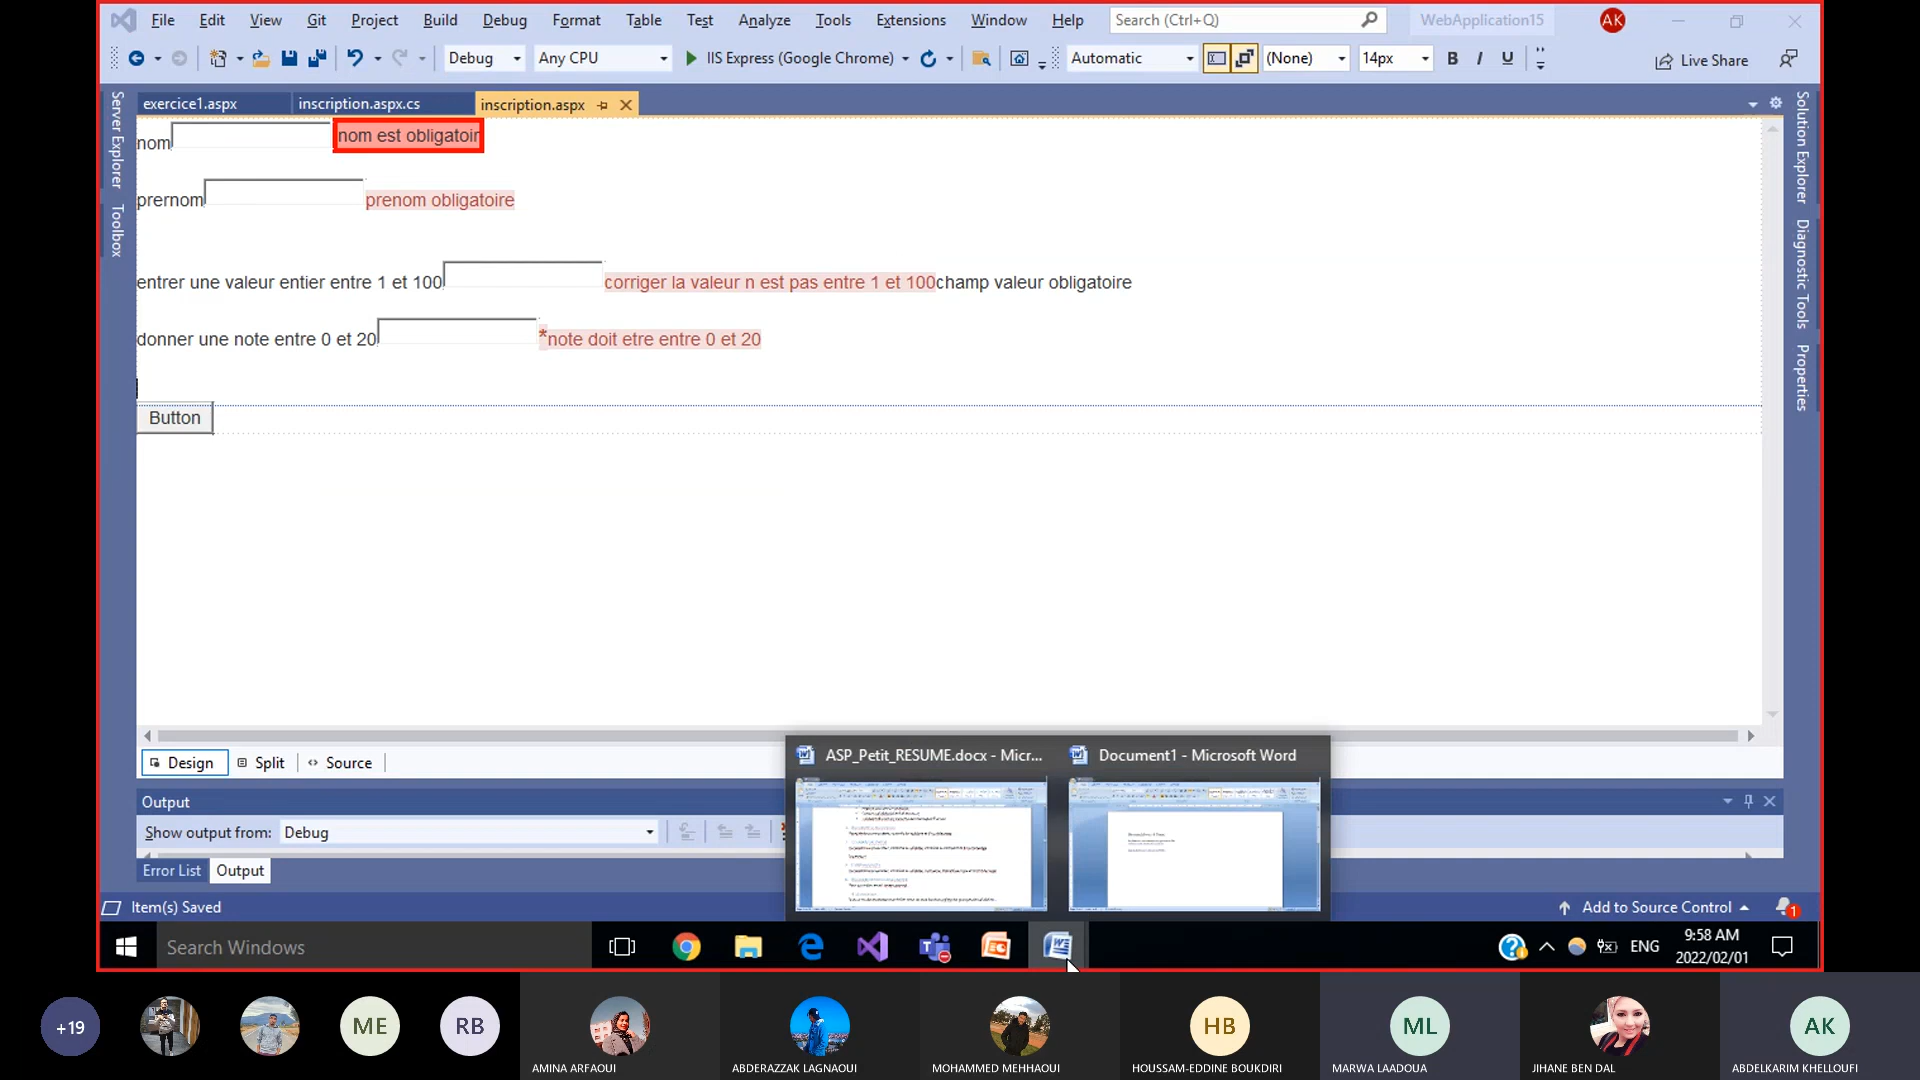 File Edit View Git Project Build Debug Format Table Test Analyze Tools Extensions Window Help Search (Ctrl+Q) WebApplication15 AK
Debug Any CPU IIS Express (Google Chrome) Automatic (None) 14px B I U Live Share
exercice1.aspx inscription.aspx.cs inscription.aspx
Server Explorer
Toolbox
Solution Explorer
Diagnostic Tools
Properties
nom nom est obligatoir
prernom prenom obligatoire
entrer une valeur entier entre 1 et 100 corriger la valeur n est pas entre 1 et 100champ valeur obligatoire
donner une note entre 0 et 20 *note doit etre entre 0 et 20
Button
Design Split Source
Output
Show output from: Debug
Error List Output
ASP_Petit_RESUME.docx - Micr... Document1 - Microsoft Word
Item(s) Saved Add to Source Control 1
Search Windows ENG 9:58 AM
2022/02/01
+19 ME RB HB ML AK
AMINA ARFAOUI ABDERAZZAK LAGNAOUI MOHAMMED MEHHAOUI HOUSSAM-EDDINE BOUKDIRI MARWA LAADOUA JIHANE BEN DAL ABDELKARIM KHELLOUFI